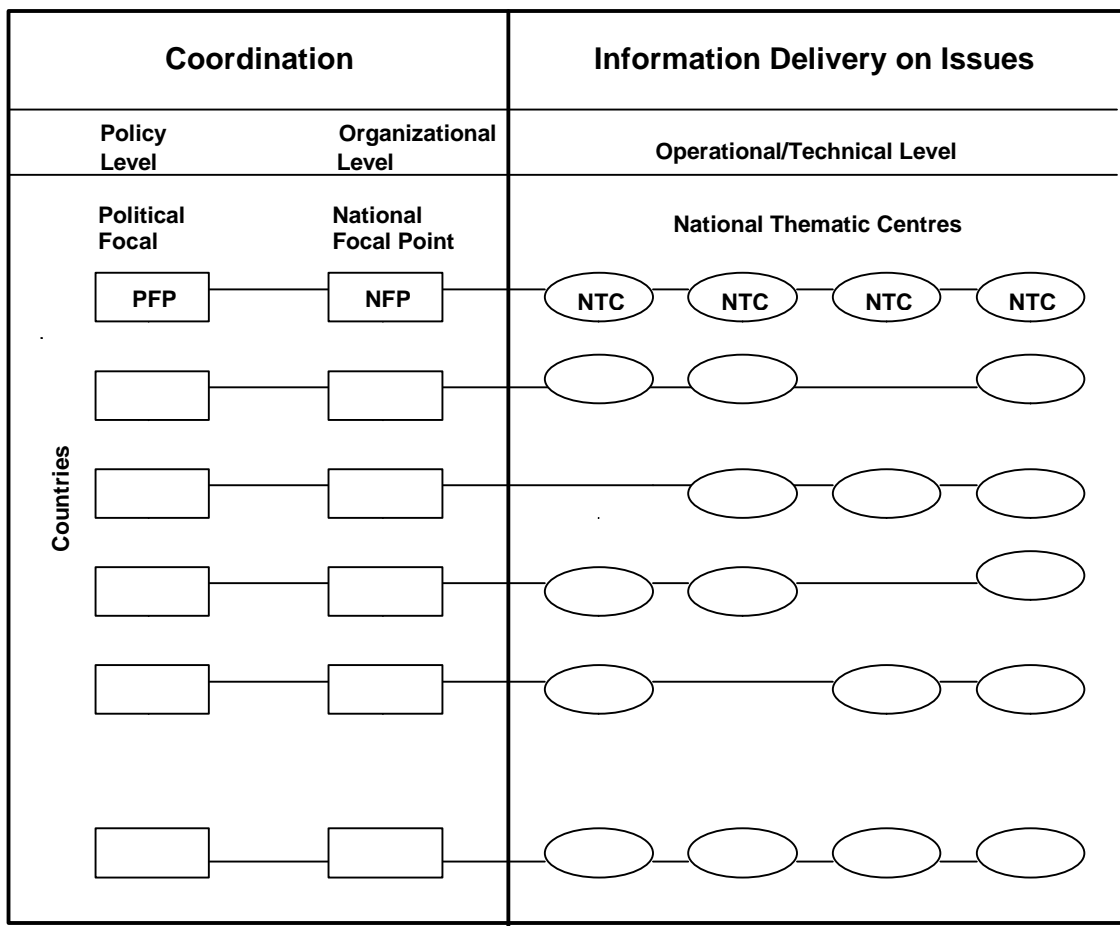 Coordination
Information Delivery on Issues
Policy
Level
Organizational
Level
Operational/Technical Level
Political
Focal
National
Focal Point
National Thematic Centres
PFP
NFP
NTC
NTC
NTC
NTC
Countries